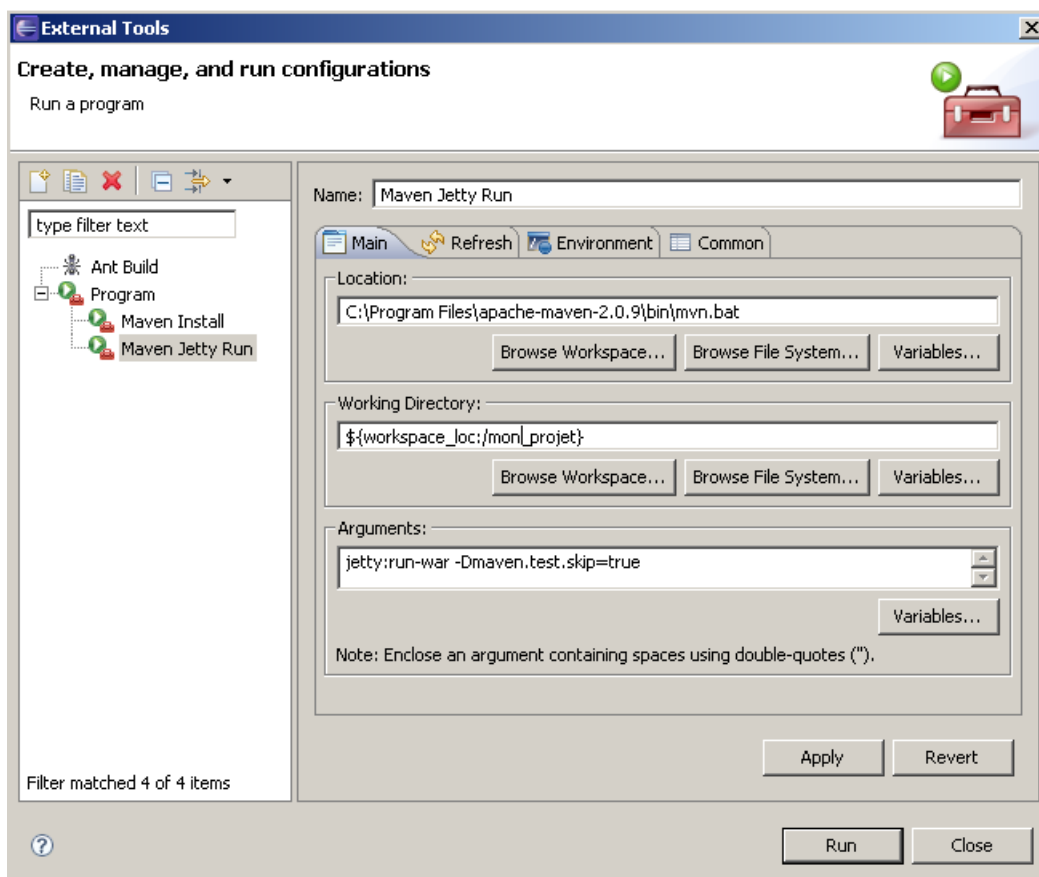 External Tools
Create, manage, and run configurations
Run a program
type filter text
Ant Build
Program
Maven Install
Maven Jetty Run
Filter matched 4 of 4 items
Name: Maven Jetty Run
Main Refresh Environment Common
Location:
C:\Program Files\apache-maven-2.0.9\bin\mvn.bat
Browse Workspace... Browse File System... Variables...
Working Directory:
${workspace_loc:/mon_projet}
Browse Workspace... Browse File System... Variables...
Arguments:
jetty:run-war -Dmaven.test.skip=true
Variables...
Note: Enclose an argument containing spaces using double-quotes (").
Apply Revert
Run Close